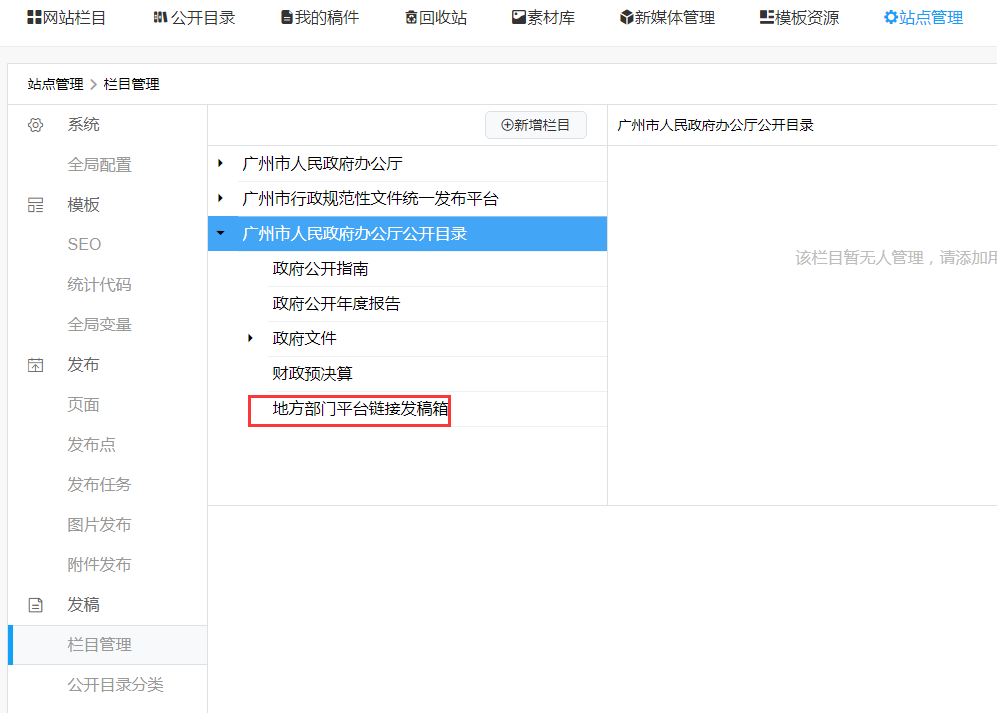 网站栏目 公开目录 我的稿件 回收站 素材库 新媒体管理 模板资源 站点管理
站点管理 > 栏目管理
系统
全局配置
模板
SEO
统计代码
全局变量
发布
页面
发布点
发布任务
图片发布
附件发布
发稿
栏目管理
公开目录分类
新增栏目
广州市人民政府办公厅
广州市行政规范性文件统一发布平台
广州市人民政府办公厅公开目录
政府公开指南
政府公开年度报告
政府文件
财政预决算
地方部门平台链接发稿箱
广州市人民政府办公厅公开目录
该栏目暂无人管理，请添加用